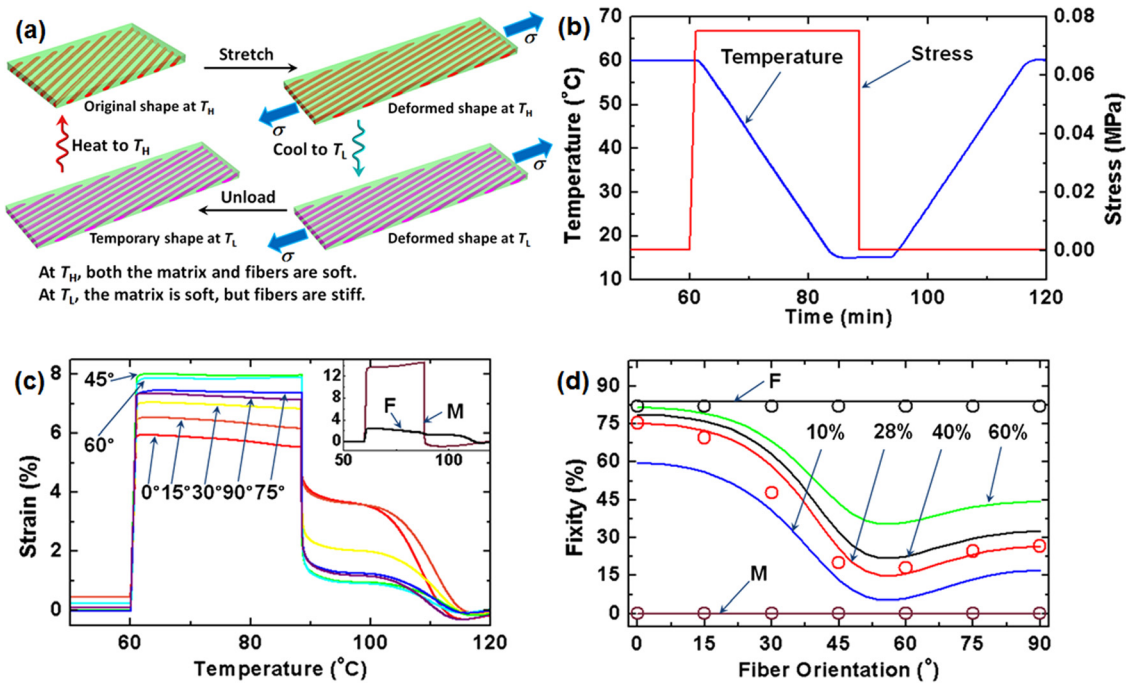 (a)
Stretch
σ
Original shape at TH
Deformed shape at TH
σ
Heat to TH
Cool to TL
σ
Unload
Temporary shape at TL
Deformed shape at TL
σ
At TH, both the matrix and fibers are soft.
At TL, the matrix is soft, but fibers are stiff.
(b)
Temperature (°C)
70
60
50
40
30
20
10
Temperature
Stress
0.08
0.06
0.04
0.02
0.00
Stress (MPa)
60
80
100
120
Time (min)
(c)
Strain (%)
8
6
4
2
0
45°
60°
0° 15° 30° 90° 75°
12
8
4
0
F
M
50
100
60
80
100
120
Temperature (°C)
(d)
Fixity (%)
90
75
60
45
30
15
0
F
10% 28% 40% 60%
M
0
15
30
45
60
75
90
Fiber Orientation (°)